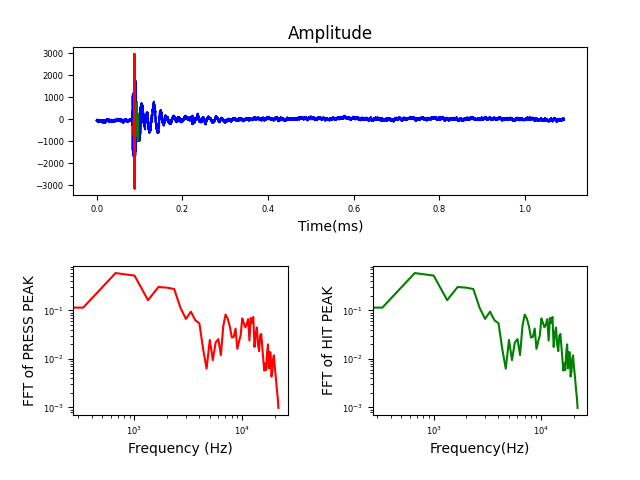 Amplitude
3000
2000
1000
0
−1000
−2000
−3000
0.0 0.2 0.4 0.6 0.8 1.0
Time(ms)
FFT of PRESS PEAK
10⁻¹
10⁻²
10⁻³
10³ 10⁴
Frequency (Hz)
FFT of HIT PEAK
10⁻¹
10⁻²
10⁻³
10³ 10⁴
Frequency(Hz)